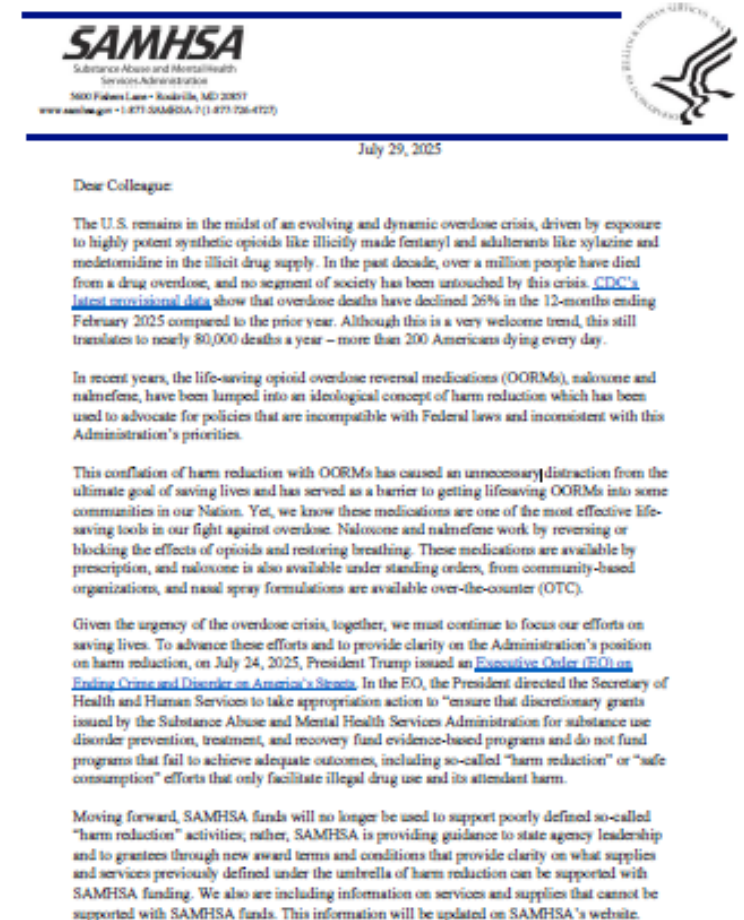 SAMHSA
Substance Abuse and Mental Health
Services Administration
5600 Fishers Lane • Rockville, MD 20857
www.samhsa.gov • 1-877-SAMHSA-7 (1-877-726-4727)
July 29, 2025
Dear Colleague:
The U.S. remains in the midst of an evolving and dynamic overdose crisis, driven by exposure
to highly potent synthetic opioids like illicitly made fentanyl and adulterants like xylazine and
medetomidine in the illicit drug supply. In the past decade, over a million people have died
from a drug overdose, and no segment of society has been untouched by this crisis. CDC's
latest provisional data show that overdose deaths have declined 26% in the 12-months ending
February 2025 compared to the prior year. Although this is a very welcome trend, this still
translates to nearly 80,000 deaths a year – more than 200 Americans dying every day.
In recent years, the life-saving opioid overdose reversal medications (OORMs), naloxone and
nalmefene, have been lumped into an ideological concept of harm reduction which has been
used to advocate for policies that are incompatible with Federal laws and inconsistent with this
Administration's priorities.
This conflation of harm reduction with OORMs has caused an unnecessary distraction from the
ultimate goal of saving lives and has served as a barrier to getting lifesaving OORMs into some
communities in our Nation. Yet, we know these medications are one of the most effective life-
saving tools in our fight against overdose. Naloxone and nalmefene work by reversing or
blocking the effects of opioids and restoring breathing. These medications are available by
prescription, and naloxone is also available under standing orders, from community-based
organizations, and nasal spray formulations are available over-the-counter (OTC).
Given the urgency of the overdose crisis, together, we must continue to focus our efforts on
saving lives. To advance these efforts and to provide clarity on the Administration's position
on harm reduction, on July 24, 2025, President Trump issued an Executive Order (EO) on
Ending Crime and Disorder on America's Streets. In the EO, the President directed the Secretary of
Health and Human Services to take appropriation action to "ensure that discretionary grants
issued by the Substance Abuse and Mental Health Services Administration for substance use
disorder prevention, treatment, and recovery fund evidence-based programs and do not fund
programs that fail to achieve adequate outcomes, including so-called "harm reduction" or "safe
consumption" efforts that only facilitate illegal drug use and its attendant harm.
Moving forward, SAMHSA funds will no longer be used to support poorly defined so-called
"harm reduction" activities; rather, SAMHSA is providing guidance to state agency leadership
and to grantees through new award terms and conditions that provide clarity on what supplies
and services previously defined under the umbrella of harm reduction can be supported with
SAMHSA funding. We also are including information on services and supplies that cannot be
supported with SAMHSA funds. This information will be updated on SAMHSA's website.